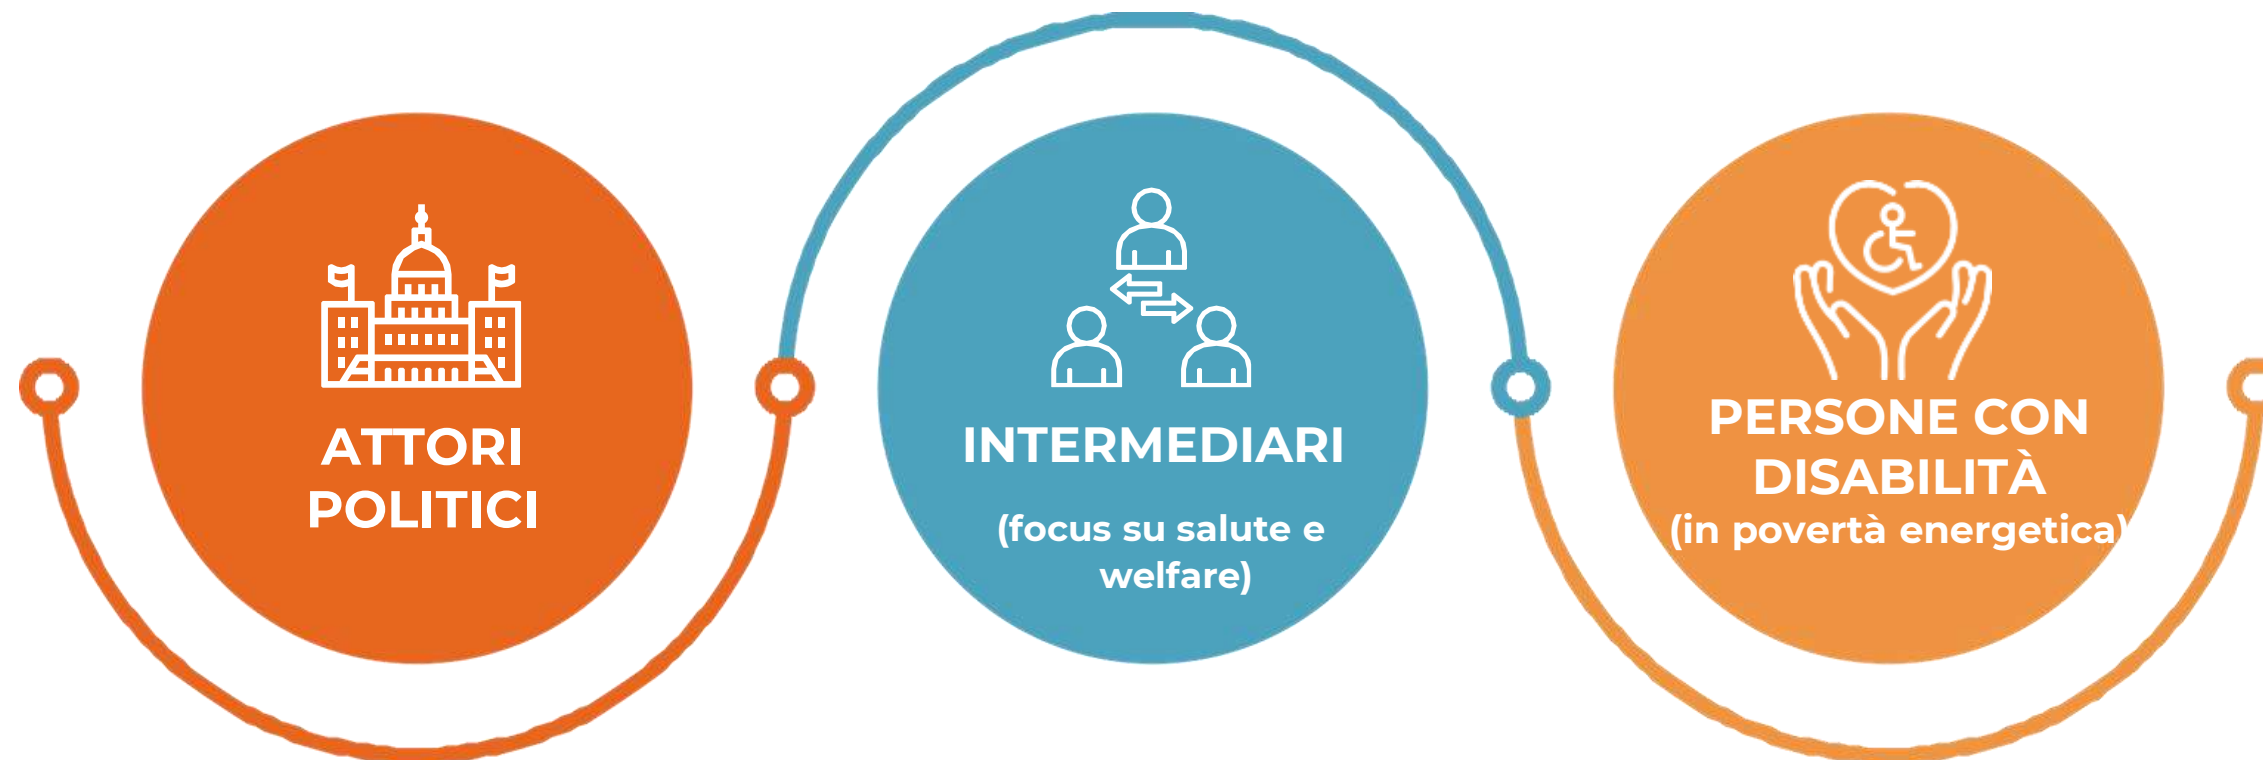 ATTORI
POLITICI
INTERMEDIARI
(focus su salute e
welfare)
PERSONE CON
DISABILITÀ
(in povertà energetica)